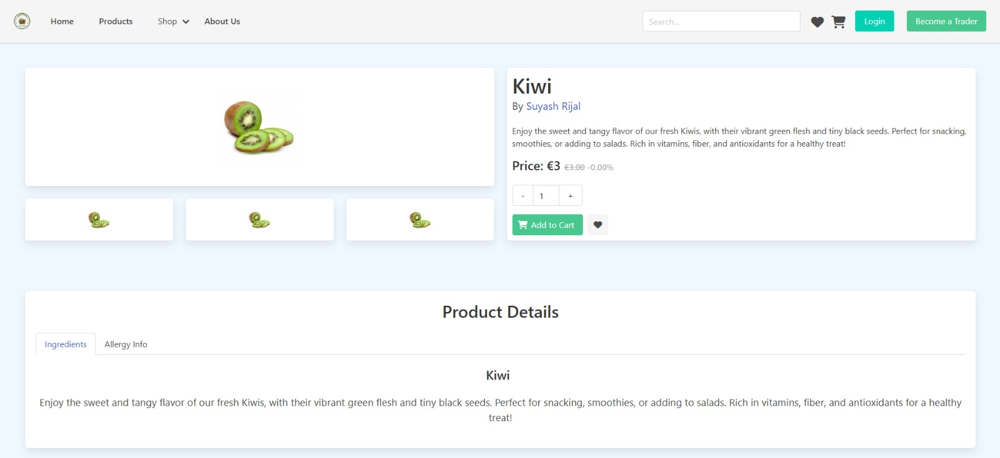 Home Products Shop About Us Search... Login Become a Trader
Kiwi
By Suyash Rijal
Enjoy the sweet and tangy flavor of our fresh Kiwis, with their vibrant green flesh and tiny black seeds. Perfect for snacking,
smoothies, or adding to salads. Rich in vitamins, fiber, and antioxidants for a healthy treat!
Price: €3 €3.00 -0.00%
- 1 +
Add to Cart
Product Details
Ingredients Allergy Info
Kiwi
Enjoy the sweet and tangy flavor of our fresh Kiwis, with their vibrant green flesh and tiny black seeds. Perfect for snacking, smoothies, or adding to salads. Rich in vitamins, fiber, and antioxidants for a healthy
treat!